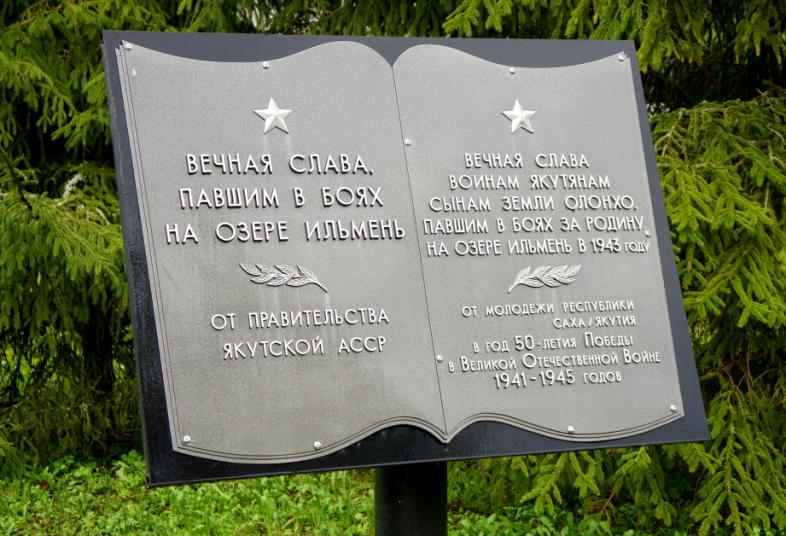 ВЕЧНАЯ СЛАВА,
ПАВШИМ В БОЯХ
НА ОЗЕРЕ ИЛЬМЕНЬ
ОТ ПРАВИТЕЛЬСТВА
ЯКУТСКОЙ АССР
ВЕЧНАЯ СЛАВА
ВОИНАМ ЯКУТЯНАМ
СЫНАМ ЗЕМЛИ ОЛОНХО,
ПАВШИМ В БОЯХ ЗА РОДИНУ
НА ОЗЕРЕ ИЛЬМЕНЬ В 1943 ГОДУ
ОТ МОЛОДЕЖИ РЕСПУБЛИКИ
САХА/ЯКУТИЯ
В ГОД 50-ЛЕТИЯ ПОБЕДЫ
В ВЕЛИКОЙ ОТЕЧЕСТВЕННОЙ ВОЙНЕ
1941-1945 ГОДОВ